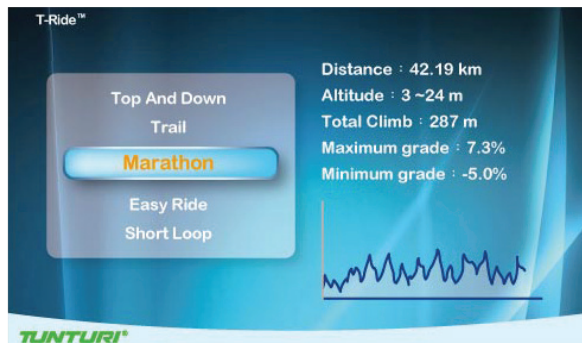 T-Ride™
Top And Down
Trail
Marathon
Easy Ride
Short Loop
Distance : 42.19 km
Altitude : 3 ~24 m
Total Climb : 287 m
Maximum grade : 7.3%
Minimum grade : -5.0%
TUNTURI®